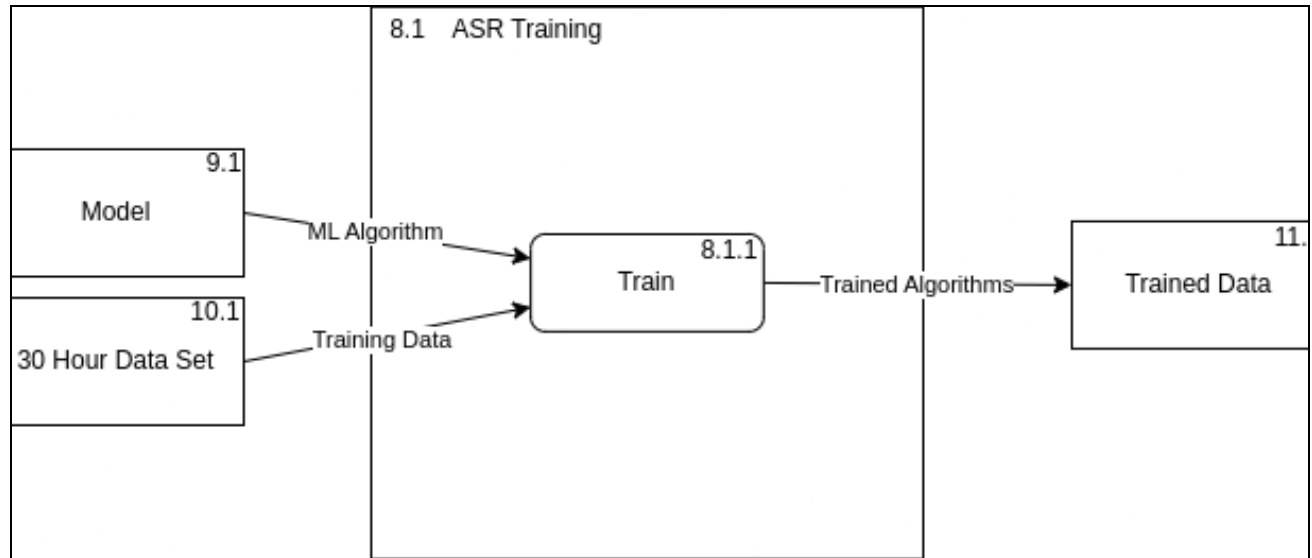 8.1 ASR Training
9.1
Model
ML Algorithm
8.1.1
Train
Trained Algorithms
11.
Trained Data
10.1
30 Hour Data Set
Training Data